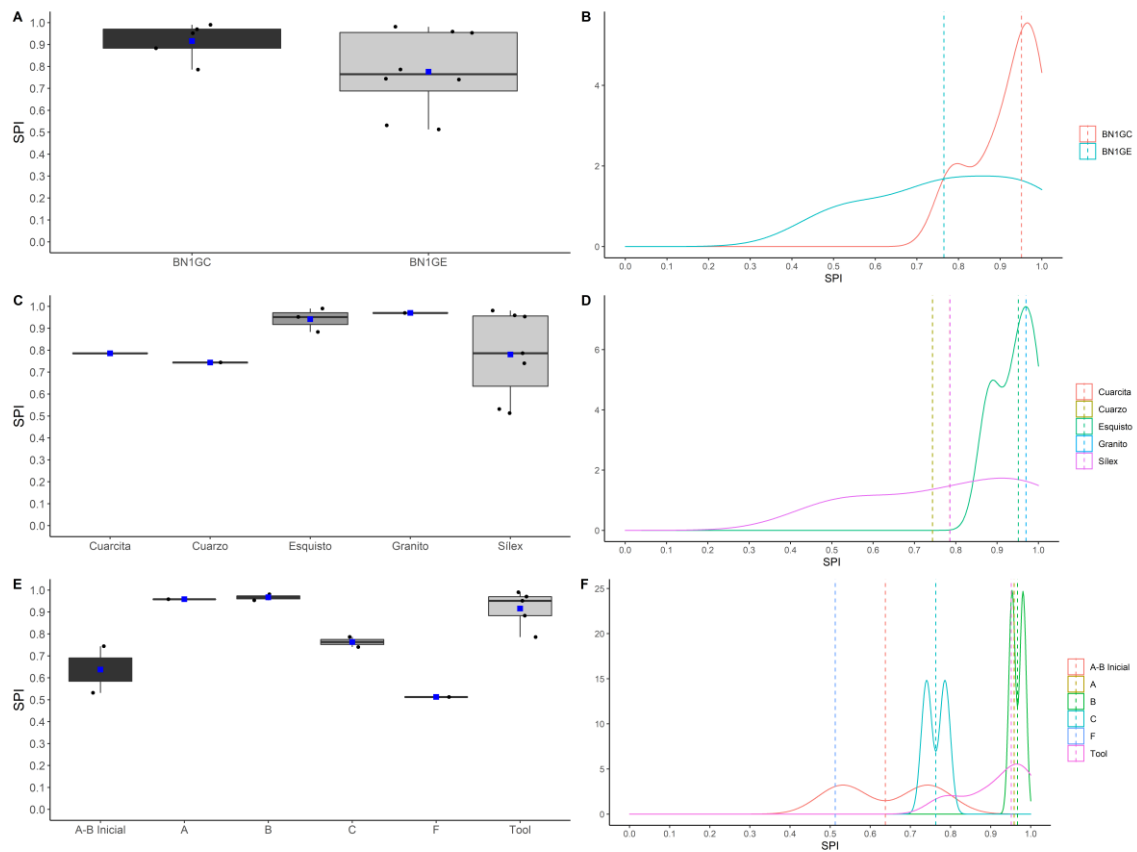 A
SPI
1.0
0.9
0.8
0.7
0.6
0.5
0.4
0.3
0.2
0.1
0.0
BN1GC BN1GE
B
4
2
0
0.0 0.1 0.2 0.3 0.4 0.5 0.6 0.7 0.8 0.9 1.0
SPI
BN1GC
BN1GE
C
SPI
1.0
0.9
0.8
0.7
0.6
0.5
0.4
0.3
0.2
0.1
0.0
Cuarcita Cuarzo Esquisto Granito Sílex
D
6
4
2
0
0.0 0.1 0.2 0.3 0.4 0.5 0.6 0.7 0.8 0.9 1.0
SPI
Cuarcita
Cuarzo
Esquisto
Granito
Sílex
E
SPI
1.0
0.9
0.8
0.7
0.6
0.5
0.4
0.3
0.2
0.1
0.0
A-B Inicial A B C F Tool
F
25
20
15
10
5
0
0.0 0.1 0.2 0.3 0.4 0.5 0.6 0.7 0.8 0.9 1.0
SPI
A-B Inicial
A
B
C
F
Tool